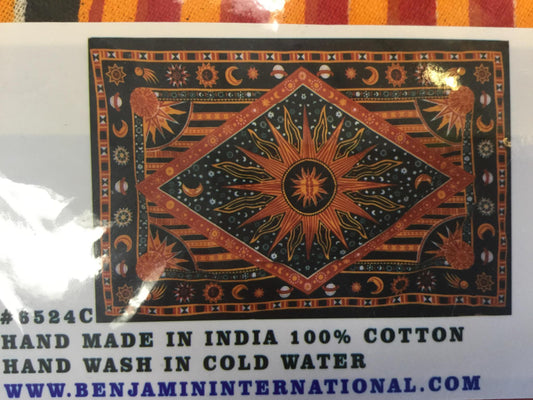 #6524C
HAND MADE IN INDIA 100% COTTON
HAND WASH IN COLD WATER
WWW.BENJAMININTERNATIONAL.COM